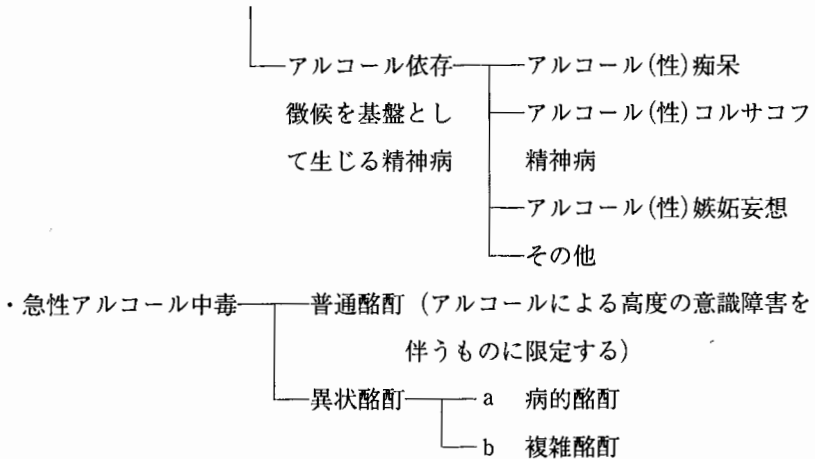 アルコール依存 アルコール(性)痴呆
徴候を基盤とし アルコール(性)コルサコフ
て生じる精神病 精神病
アルコール(性)嫉妬妄想
その他
・急性アルコール中毒 普通酩酊(アルコールによる高度の意識障害を
伴うものに限定する)
異状酩酊 a 病的酩酊
b 複雑酩酊